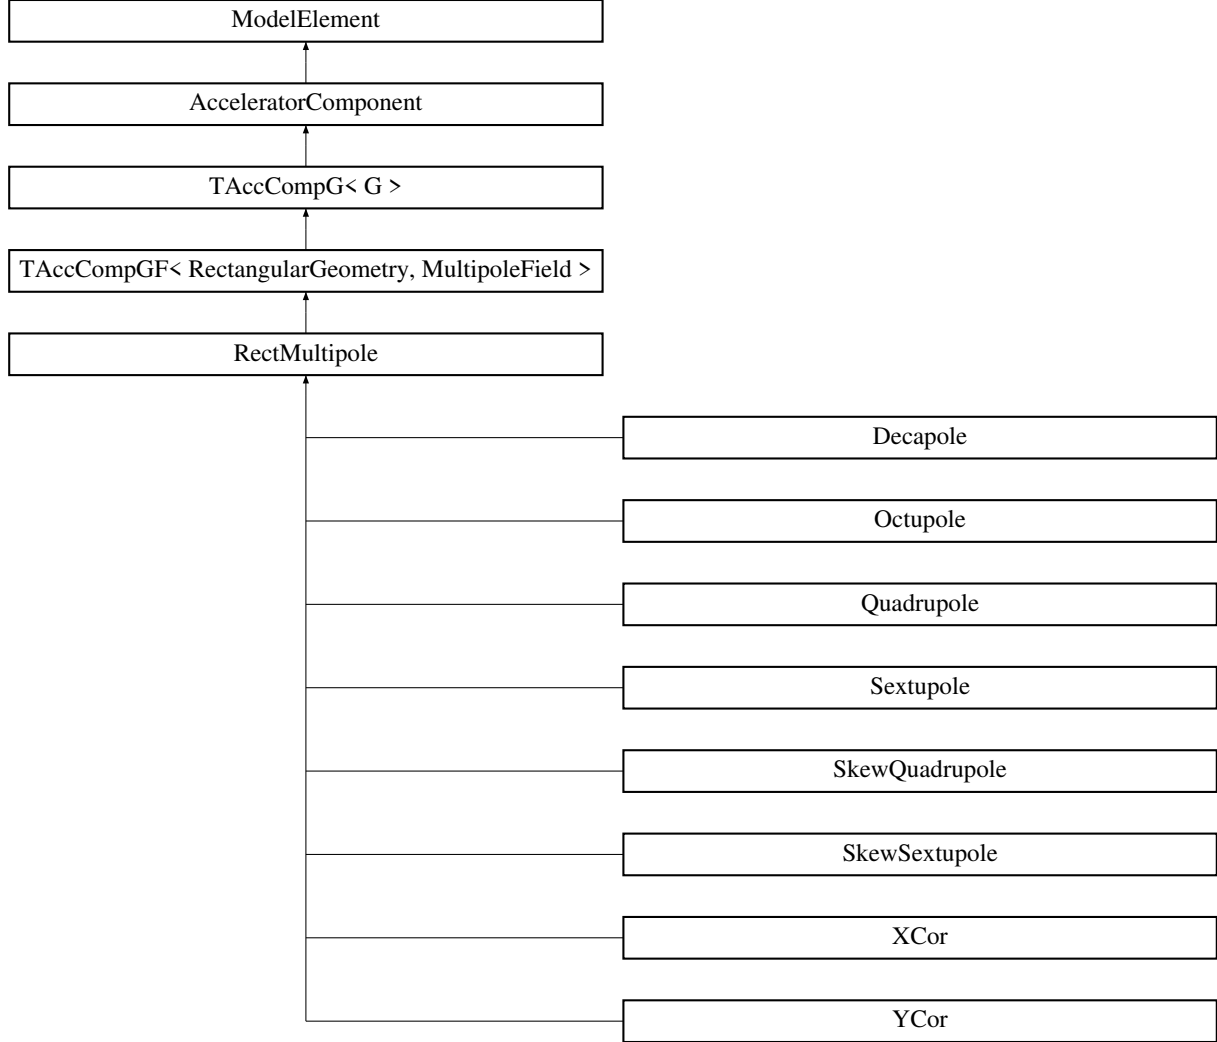 ModelElement
AcceleratorComponent
TAccCompG< G >
TAccCompGF< RectangularGeometry, MultipoleField >
RectMultipole
Decapole
Octupole
Quadrupole
Sextupole
SkewQuadrupole
SkewSextupole
XCor
YCor